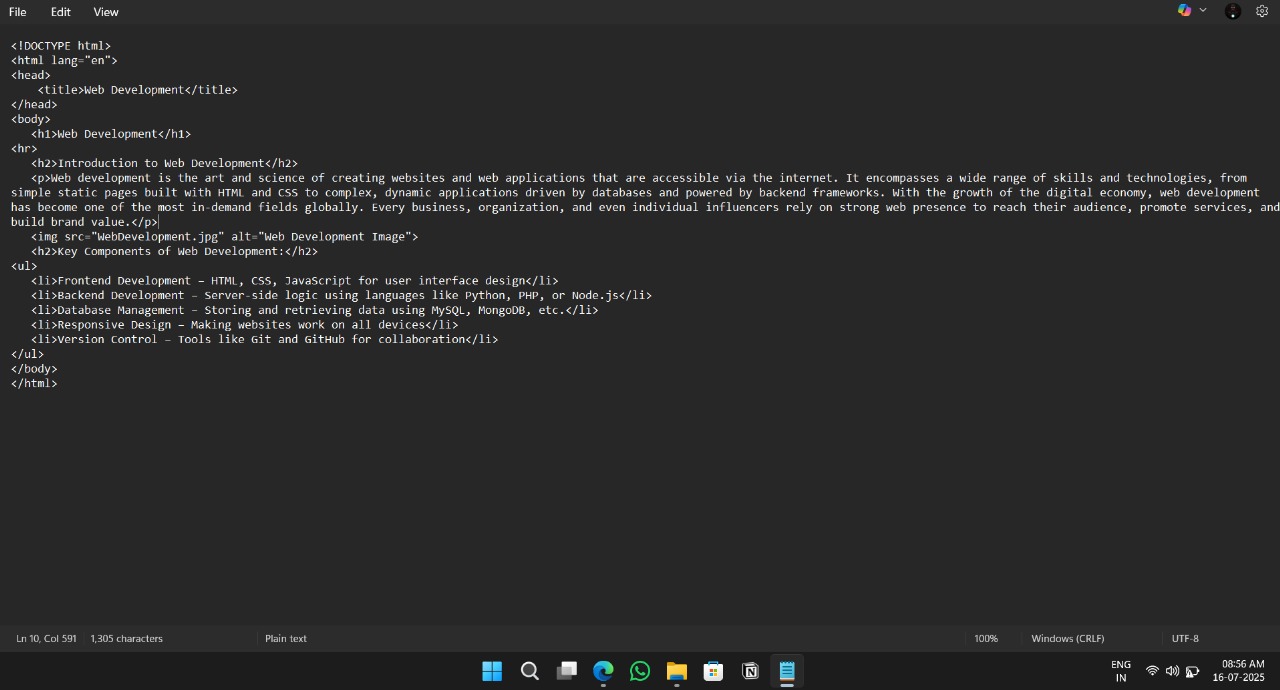 File Edit View
<!DOCTYPE html>
<html lang="en">
<head>
    <title>Web Development</title>
</head>
<body>
   <h1>Web Development</h1>
<hr>
   <h2>Introduction to Web Development</h2>
   <p>Web development is the art and science of creating websites and web applications that are accessible via the internet. It encompasses a wide range of skills and technologies, from
simple static pages built with HTML and CSS to complex, dynamic applications driven by databases and powered by backend frameworks. With the growth of the digital economy, web development
has become one of the most in-demand fields globally. Every business, organization, and even individual influencers rely on strong web presence to reach their audience, promote services, and
build brand value.</p>
   <img src="WebDevelopment.jpg" alt="Web Development Image">
   <h2>Key Components of Web Development:</h2>
<ul>
   <li>Frontend Development – HTML, CSS, JavaScript for user interface design</li>
   <li>Backend Development – Server-side logic using languages like Python, PHP, or Node.js</li>
   <li>Database Management – Storing and retrieving data using MySQL, MongoDB, etc.</li>
   <li>Responsive Design – Making websites work on all devices</li>
   <li>Version Control – Tools like Git and GitHub for collaboration</li>
</ul>
</body>
</html>
Ln 10, Col 591 1,305 characters Plain text 100% Windows (CRLF) UTF-8
ENG 08:56 AM
IN 16-07-2025